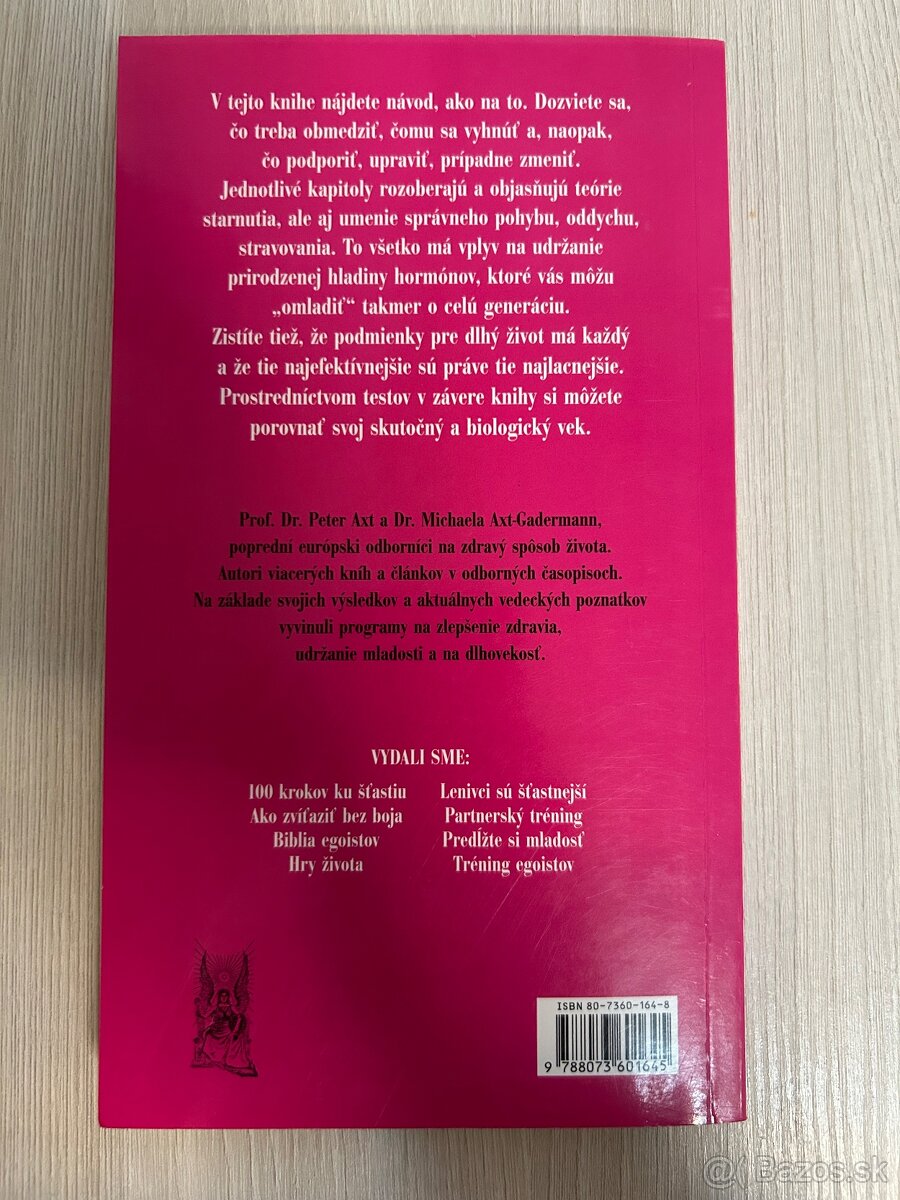 V tejto knihe nájdete návod, ako na to. Dozviete sa,
čo treba obmedziť, čomu sa vyhnúť a, naopak,
čo podporiť, upraviť, prípadne zmeniť.
Jednotlivé kapitoly rozoberajú a objasňujú teórie
starnutia, ale aj umenie správneho pohybu, oddychu,
stravovania. To všetko má vplyv na udržanie
prirodzenej hladiny hormónov, ktoré vás môžu
„omladiť“ takmer o celú generáciu.
Zistíte tiež, že podmienky pre dlhý život má každý
a že tie najefektívnejšie sú práve tie najlacnejšie.
Prostredníctvom testov v závere knihy si môžete
porovnať svoj skutočný a biologický vek.
Prof. Dr. Peter Axt a Dr. Michaela Axt-Gadermann,
poprední európski odborníci na zdravý spôsob života.
Autori viacerých kníh a článkov v odborných časopisoch.
Na základe svojich výsledkov a aktuálnych vedeckých poznatkov
vyvinuli programy na zlepšenie zdravia,
udržanie mladosti a na dlhovekosť.
VYDALI SME:
100 krokov ku šťastiu
Ako zvíťaziť bez boja
Biblia egoistov
Hry života
Lenivci sú šťastnejší
Partnerský tréning
Predĺžte si mladosť
Tréning egoistov
ISBN 80-7360-164-8
9 788073 601645
@( Bazos.sk